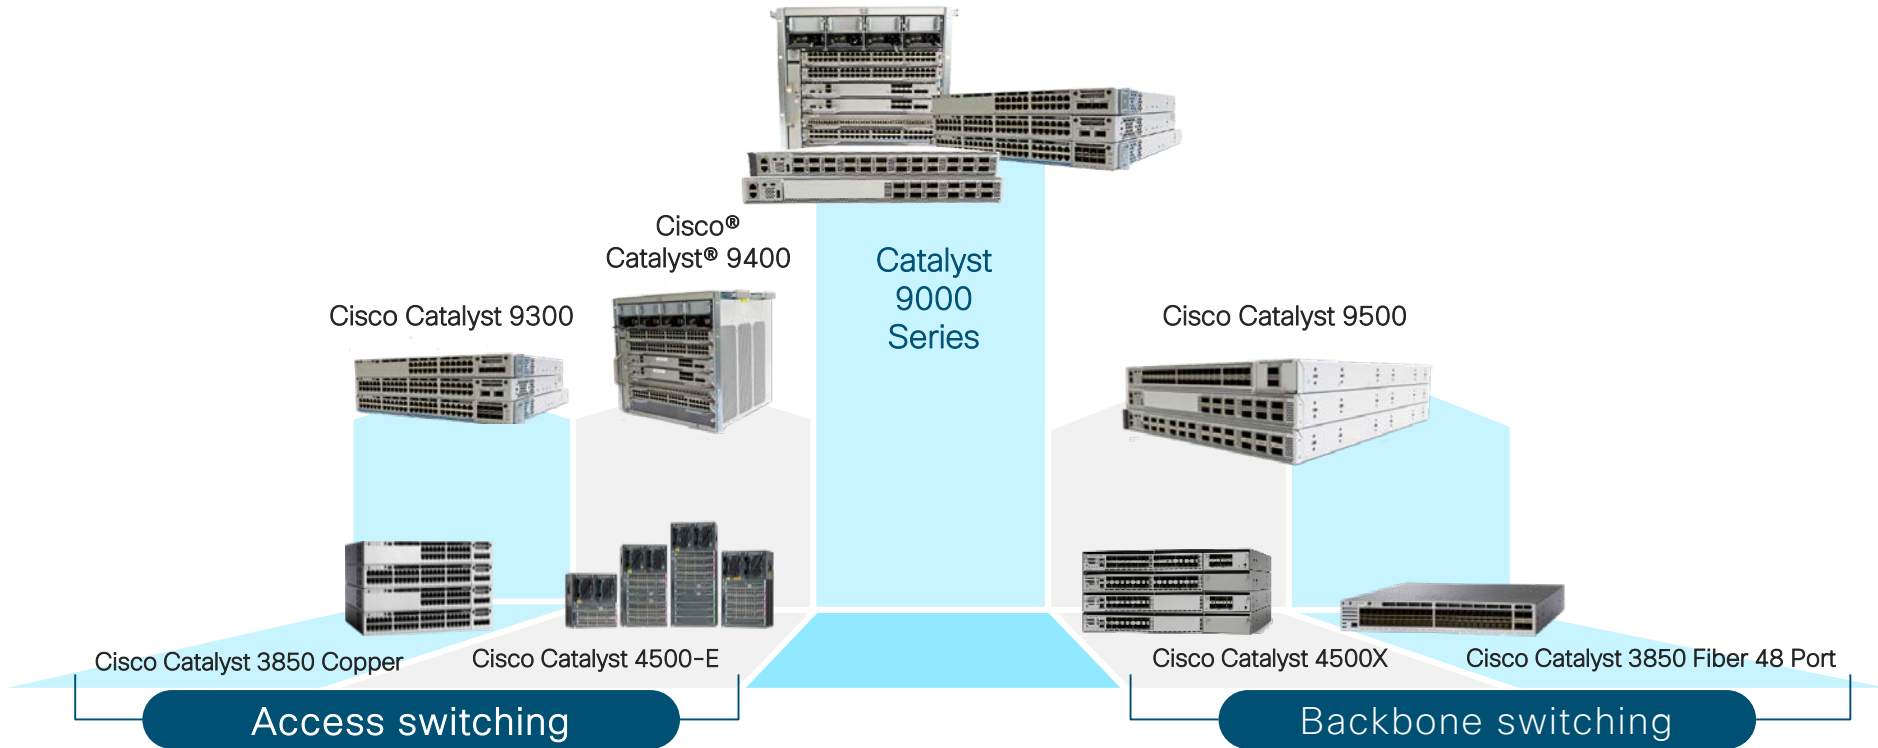 Cisco®
Catalyst® 9400
Catalyst
9000
Series
Cisco Catalyst 9300
Cisco Catalyst 9500
Cisco Catalyst 3850 Copper
Cisco Catalyst 4500-E
Cisco Catalyst 4500X
Cisco Catalyst 3850 Fiber 48 Port
Access switching
Backbone switching